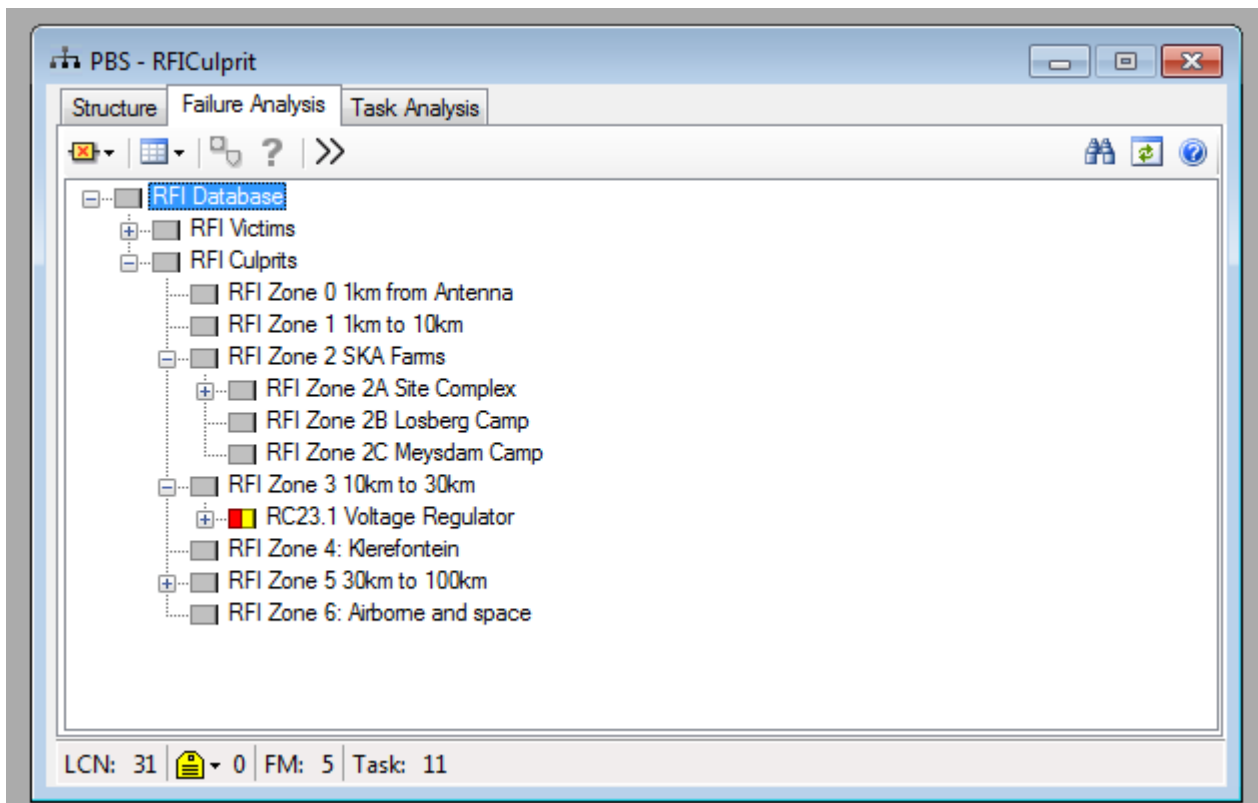 PBS - RFICulprit
Structure Failure Analysis Task Analysis
RFI Database
RFI Victims
RFI Culprits
RFI Zone 0 1km from Antenna
RFI Zone 1 1km to 10km
RFI Zone 2 SKA Farms
RFI Zone 2A Site Complex
RFI Zone 2B Losberg Camp
RFI Zone 2C Meysdam Camp
RFI Zone 3 10km to 30km
RC23.1 Voltage Regulator
RFI Zone 4: Klerefontein
RFI Zone 5 30km to 100km
RFI Zone 6: Airborne and space
LCN: 31 0 FM: 5 Task: 11